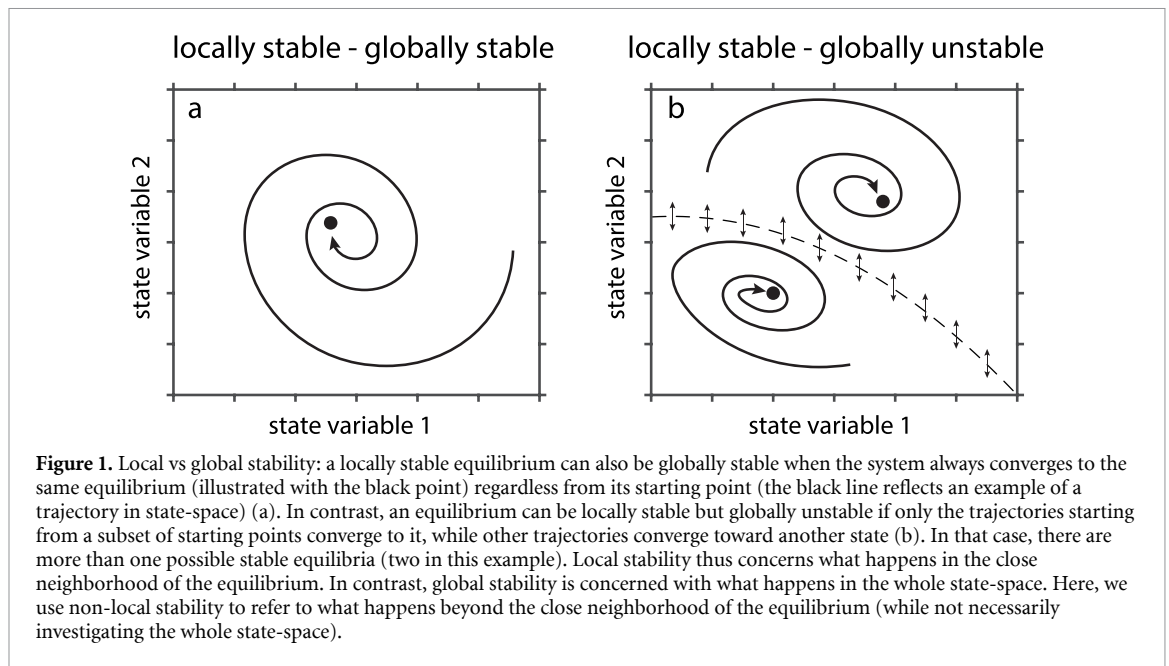 locally stable - globally stable
locally stable - globally unstable
a
b
state variable 2
state variable 2
state variable 1
state variable 1
Figure 1. Local vs global stability: a locally stable equilibrium can also be globally stable when the system always converges to the
same equilibrium (illustrated with the black point) regardless from its starting point (the black line reflects an example of a
trajectory in state-space) (a). In contrast, an equilibrium can be locally stable but globally unstable if only the trajectories starting
from a subset of starting points converge to it, while other trajectories converge toward another state (b). In that case, there are
more than one possible stable equilibria (two in this example). Local stability thus concerns what happens in the close
neighborhood of the equilibrium. In contrast, global stability is concerned with what happens in the whole state-space. Here, we
use non-local stability to refer to what happens beyond the close neighborhood of the equilibrium (while not necessarily
investigating the whole state-space).